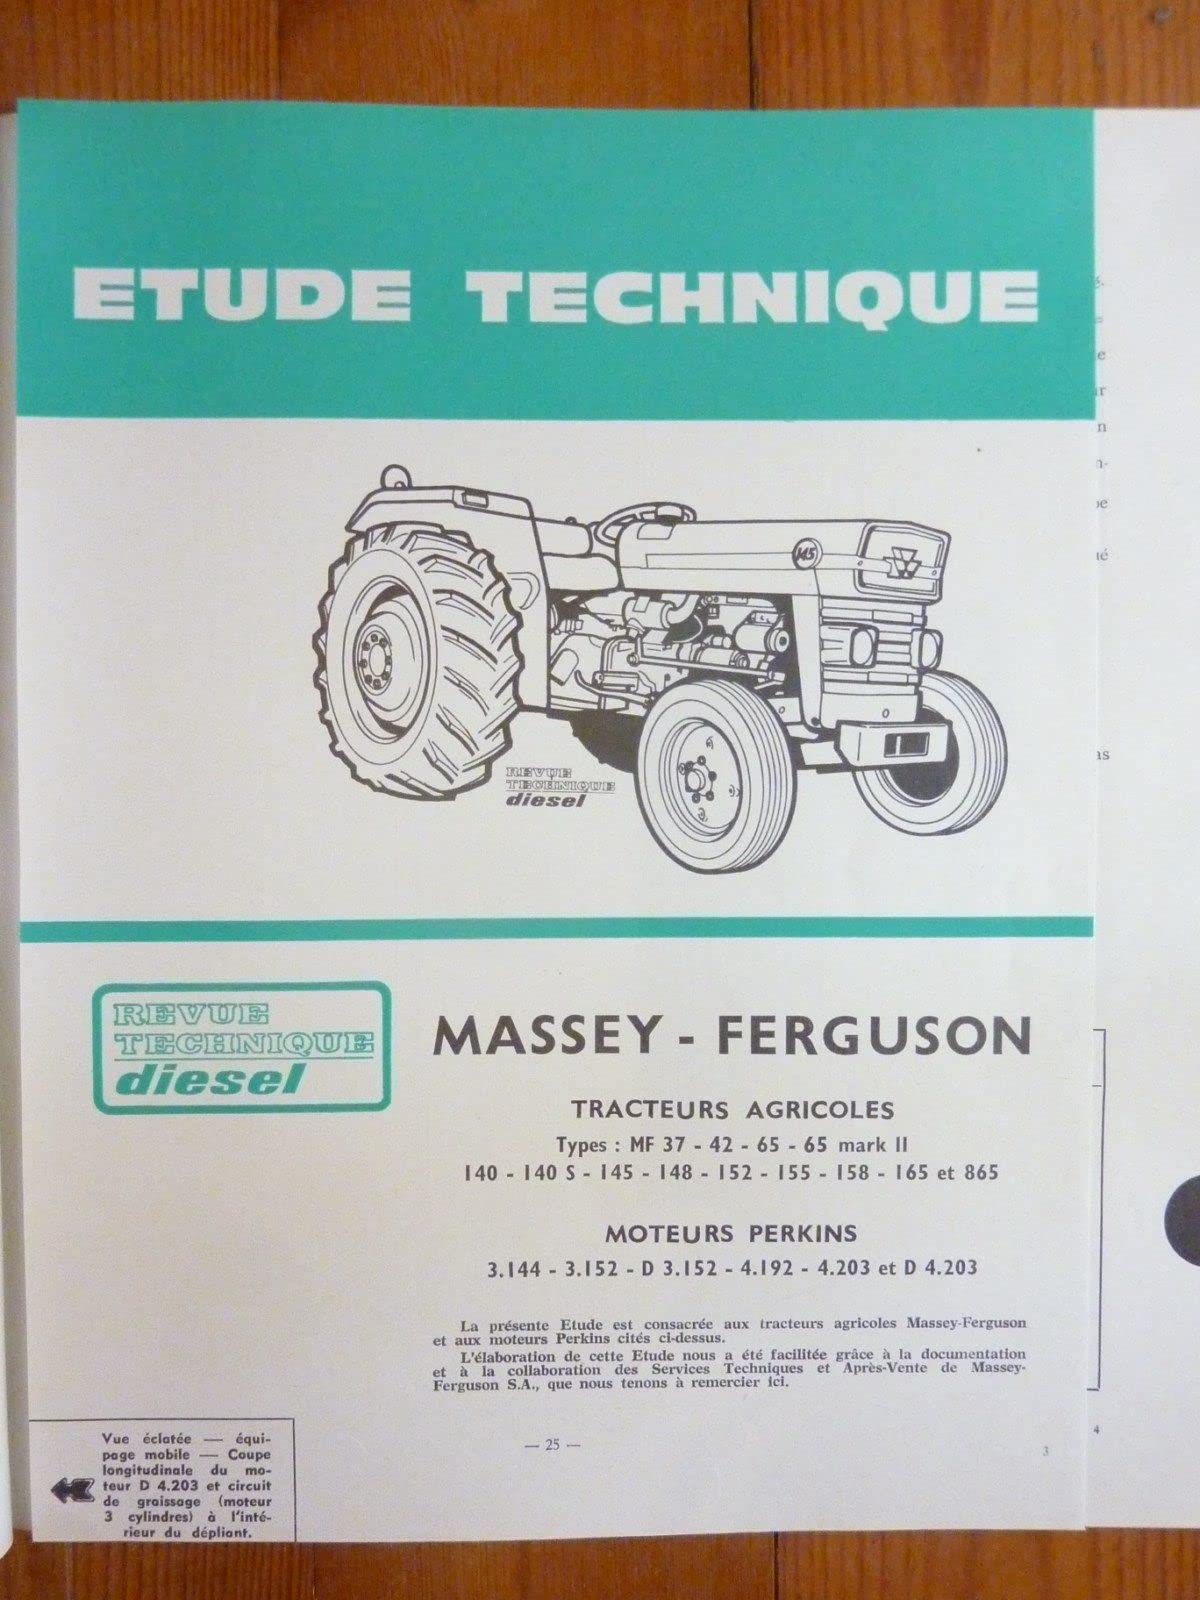 ETUDE TECHNIQUE
145
REVUE
TECHNIQUE
diesel
REVUE
TECHNIQUE
diesel
MASSEY - FERGUSON
TRACTEURS AGRICOLES
Types : MF 37 - 42 - 65 - 65 mark II
140 - 140 S - 145 - 148 - 152 - 155 - 158 - 165 et 865
MOTEURS PERKINS
3.144 - 3.152 - D 3.152 - 4.192 - 4.203 et D 4.203
La présente Etude est consacrée aux tracteurs agricoles Massey-Ferguson
et aux moteurs Perkins cités ci-dessus.
L'élaboration de cette Etude nous a été facilitée grâce à la documentation
et à la collaboration des Services Techniques et Après-Vente de Massey-
Ferguson S.A., que nous tenons à remercier ici.
Vue éclatée — équi-
page mobile — Coupe
longitudinale du mo-
teur D 4.203 et circuit
de graissage (moteur
3 cylindres) à l'inté-
rieur du dépliant.
— 25 —
3
4